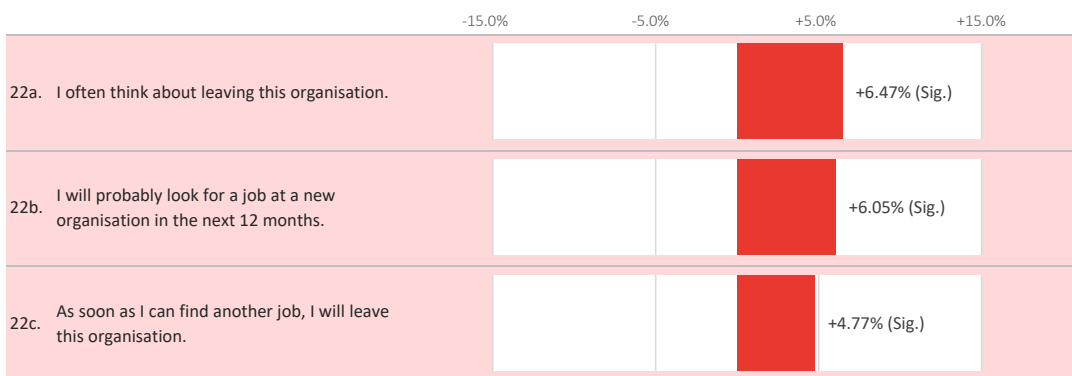 -15.0% -5.0% +5.0% +15.0%
22a. I often think about leaving this organisation. +6.47% (Sig.)
22b. I will probably look for a job at a new
organisation in the next 12 months. +6.05% (Sig.)
22c. As soon as I can find another job, I will leave
this organisation. +4.77% (Sig.)